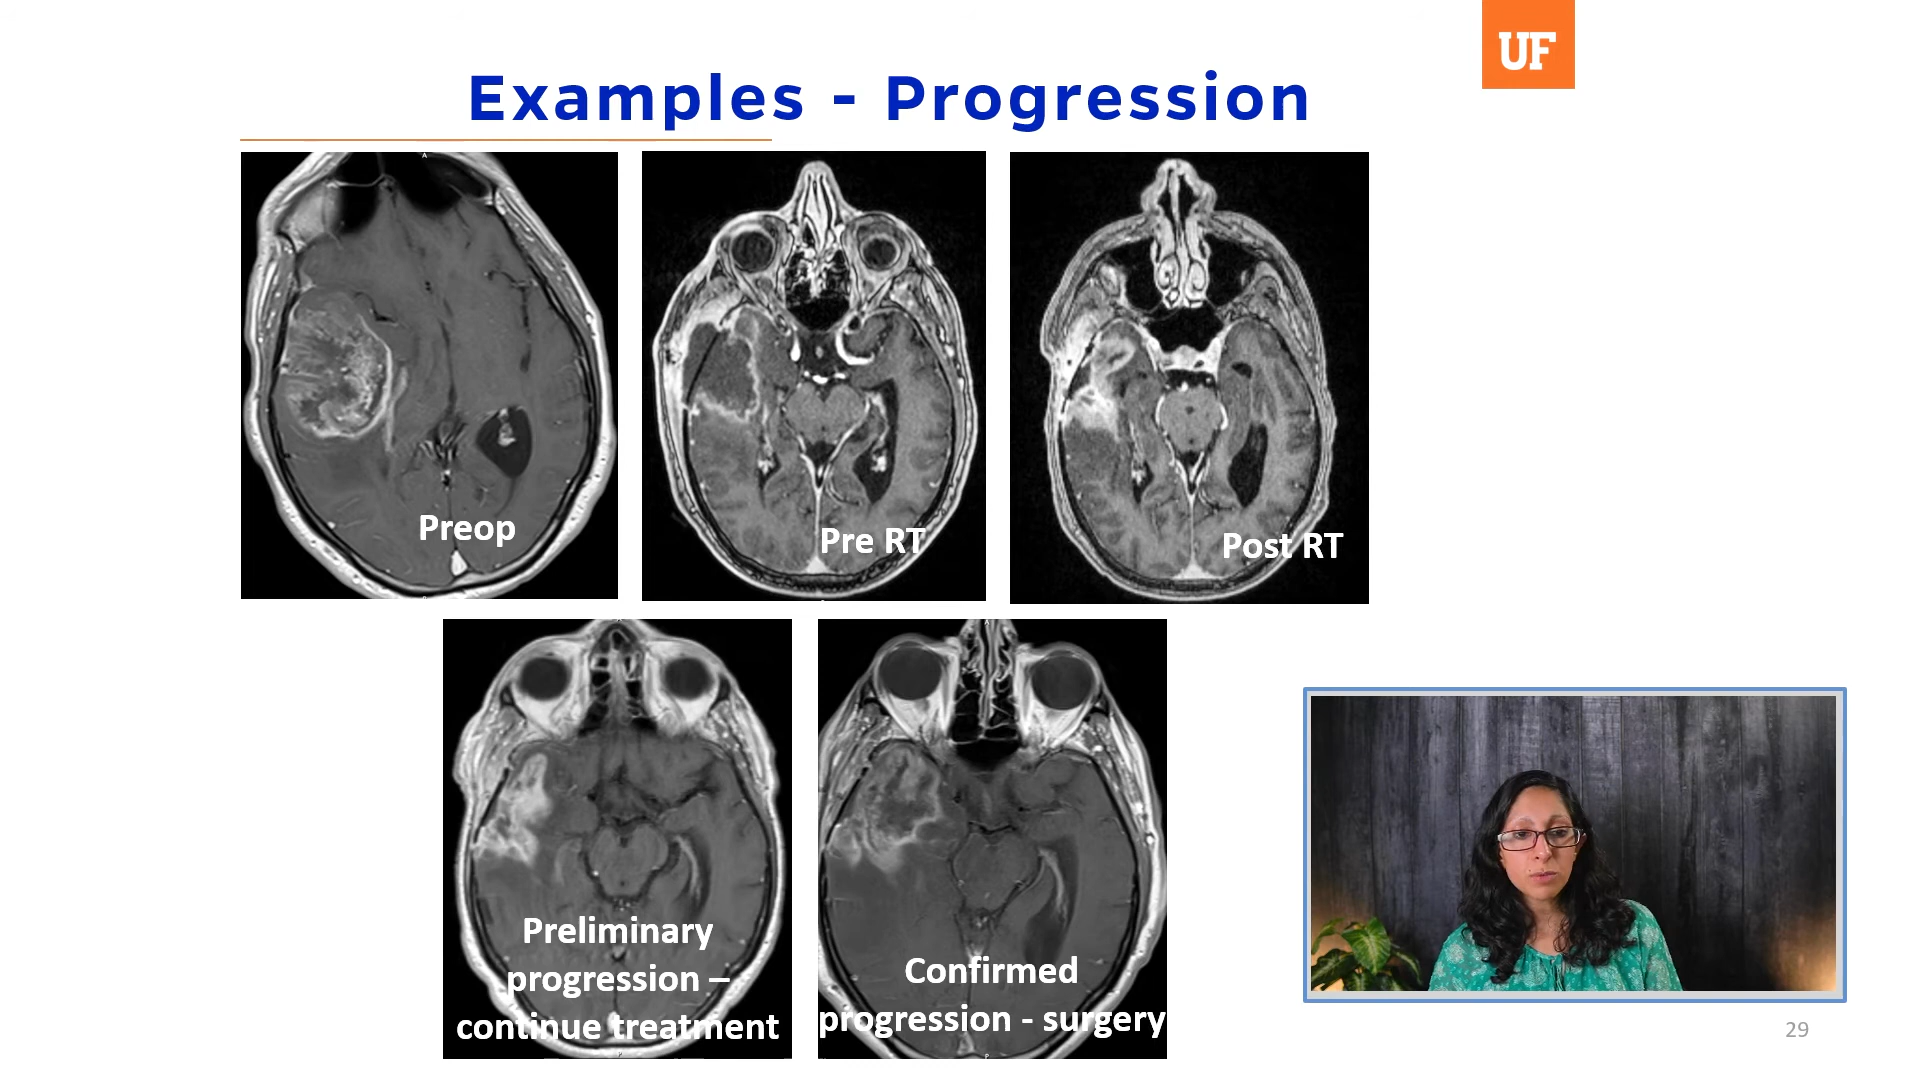 UF
Examples - Progression
Preop
Pre RT
Post RT
Preliminary
progression –
continue treatment
Confirmed
progression - surgery
29